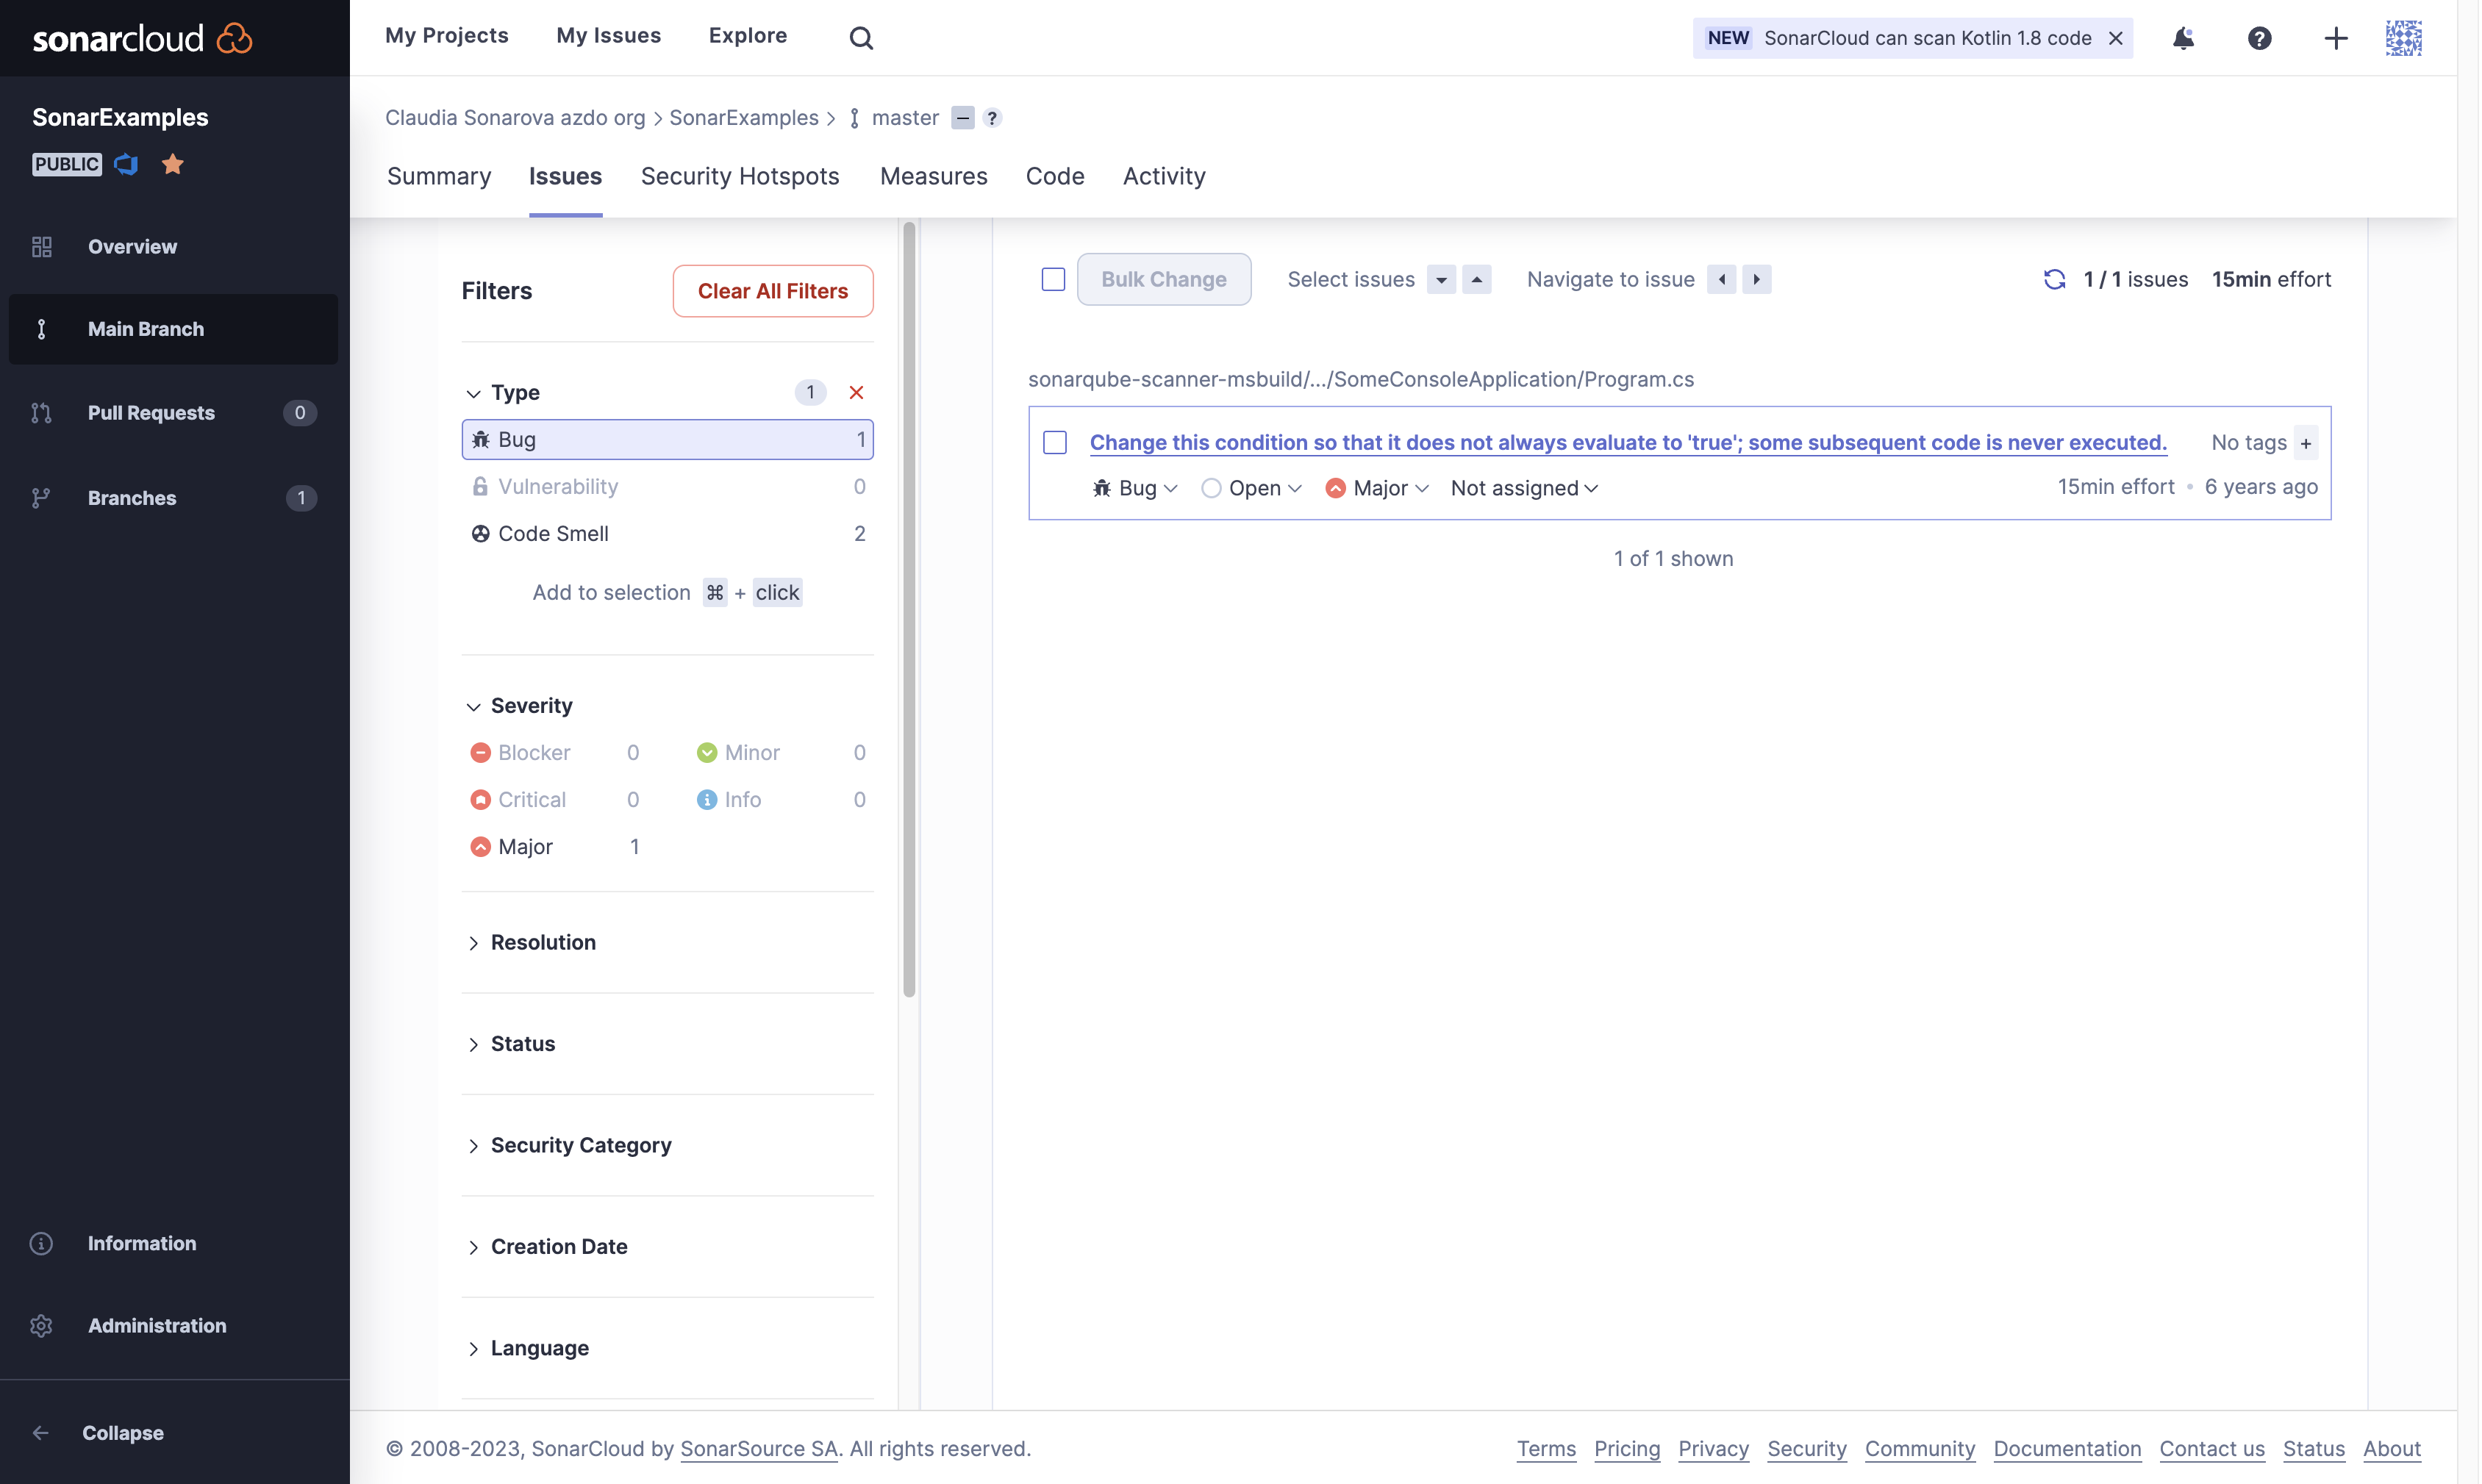 sonarcloud
My Projects My Issues Explore
NEW SonarCloud can scan Kotlin 1.8 code
SonarExamples
PUBLIC
Overview
Main Branch
Pull Requests 0
Branches 1
Information
Administration
Collapse
Claudia Sonarova azdo org > SonarExamples > master ?
Summary Issues Security Hotspots Measures Code Activity
Filters Clear All Filters
Type 1
Bug 1
Vulnerability 0
Code Smell 2
Add to selection ⌘ + click
Severity
Blocker 0 Minor 0
Critical 0 Info 0
Major 1
Resolution
Status
Security Category
Creation Date
Language
Bulk Change Select issues Navigate to issue 1 / 1 issues 15min effort
sonarqube-scanner-msbuild/.../SomeConsoleApplication/Program.cs
Change this condition so that it does not always evaluate to 'true'; some subsequent code is never executed. No tags +
Bug Open Major Not assigned 15min effort • 6 years ago
1 of 1 shown
© 2008-2023, SonarCloud by SonarSource SA. All rights reserved. Terms Pricing Privacy Security Community Documentation Contact us Status About